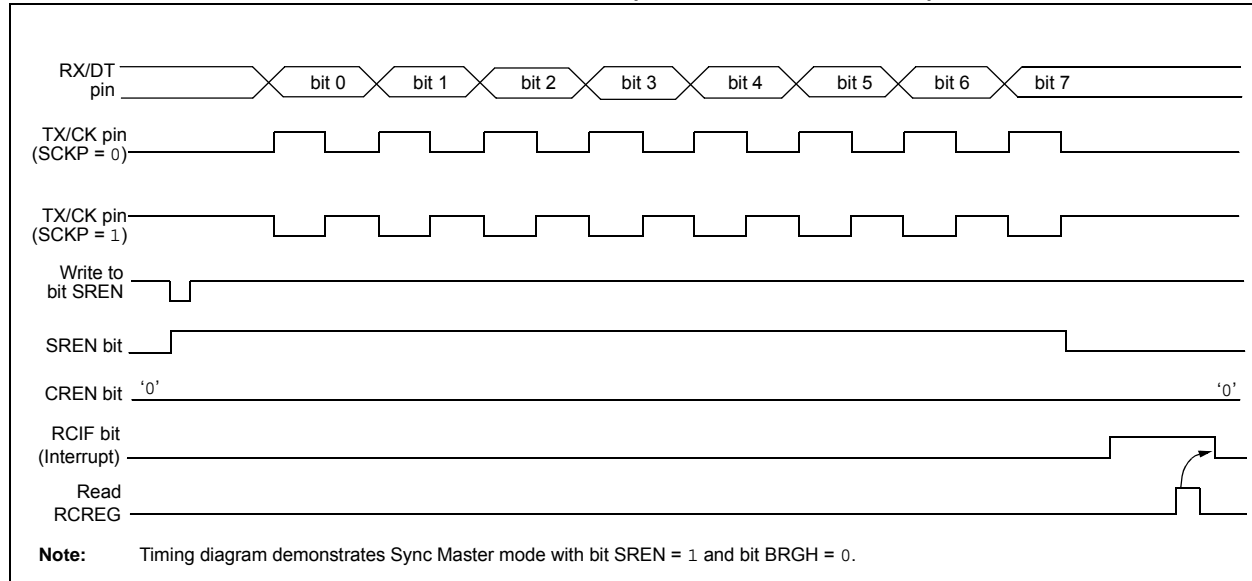 RX/DT
pin
bit 0 bit 1 bit 2 bit 3 bit 4 bit 5 bit 6 bit 7
TX/CK pin
(SCKP = 0)
TX/CK pin
(SCKP = 1)
Write to
bit SREN
SREN bit
CREN bit ‘0’ ‘0’
RCIF bit
(Interrupt)
Read
RCREG
Note: Timing diagram demonstrates Sync Master mode with bit SREN = 1 and bit BRGH = 0.